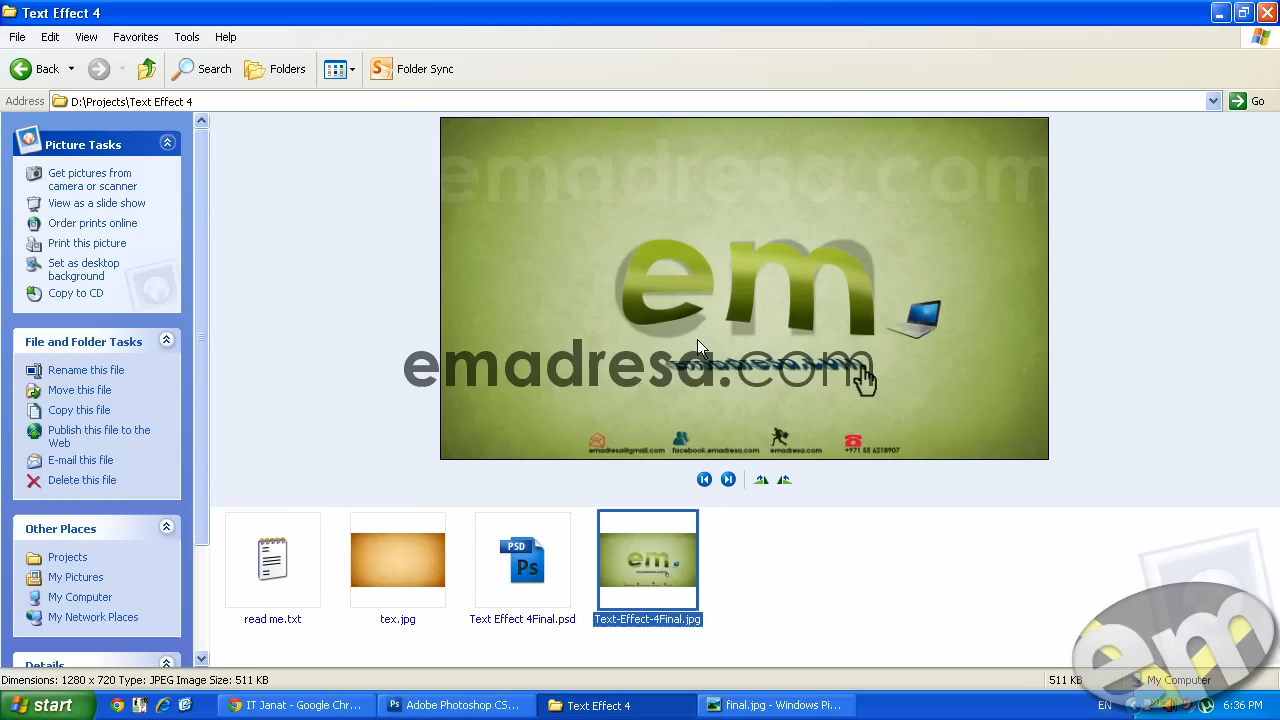 Text Effect 4
File Edit View Favorites Tools Help
Back Search Folders Folder Sync
Address D:\Projects\Text Effect 4 Go
Picture Tasks
Get pictures from
camera or scanner
View as a slide show
Order prints online
Print this picture
Set as desktop
background
Copy to CD
File and Folder Tasks
Rename this file
Move this file
Copy this file
Publish this file to the
Web
E-mail this file
Delete this file
Other Places
Projects
My Pictures
My Computer
My Network Places
Details
emadresa.com
em
emadresa.com
emadresa@gmail.com facebook.emadresa.com emadresa.com +971 55 6218907
PSD
Ps
em
read me.txt tex.jpg Text Effect 4Final.psd Text-Effect-4Final.jpg
em
Dimensions: 1280 x 720 Type: JPEG Image Size: 511 KB 511 KB My Computer
start IT Janat - Google Chr... Adobe Photoshop CS... Text Effect 4 final.jpg - Windows Pi... EN 6:36 PM